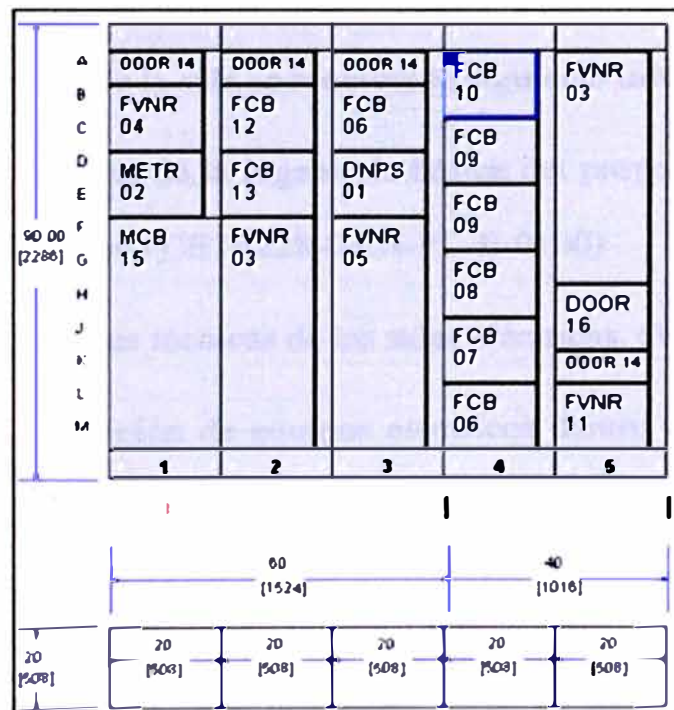 A
B
C
D
E
F
G
H
J
K
L
M
90 00
[2286]
DOOR 14
FVNR
04
METR
02
MCB
15
1
DOOR 14
FCB
12
FCB
13
FVNR
03
2
DOOR 14
FCB
06
DNPS
01
FVNR
05
3
FCB
10
FCB
09
FCB
09
FCB
08
FCB
07
FCB
06
4
FVNR
03
DOOR
16
DOOR 14
FVNR
11
5
60
[1524]
40
[1016]
20
[508]
20
[508]
20
[508]
20
[508]
20
[508]
20
[508]